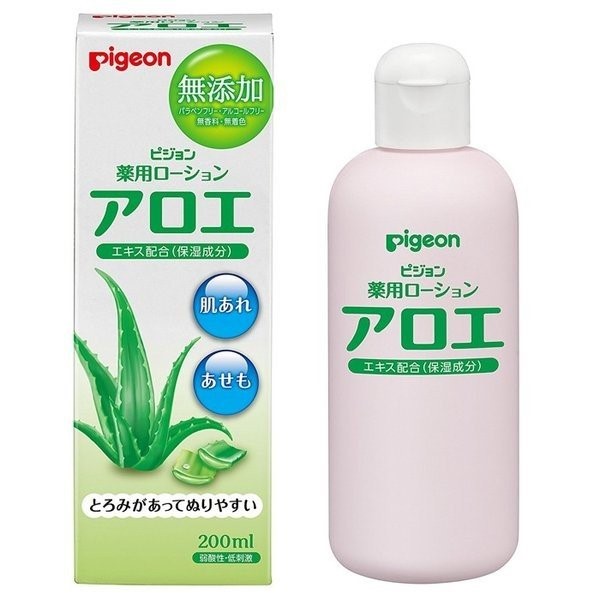 pigeon
無添加
パラベンフリー・アルコールフリー
無香料・無着色
ピジョン
薬用ローション
アロエ
エキス配合(保湿成分)
肌あれ
あせも
とろみがあってぬりやすい
200ml
弱酸性・低刺激
pigeon
ピジョン
薬用ローション
アロエ
エキス配合(保湿成分)